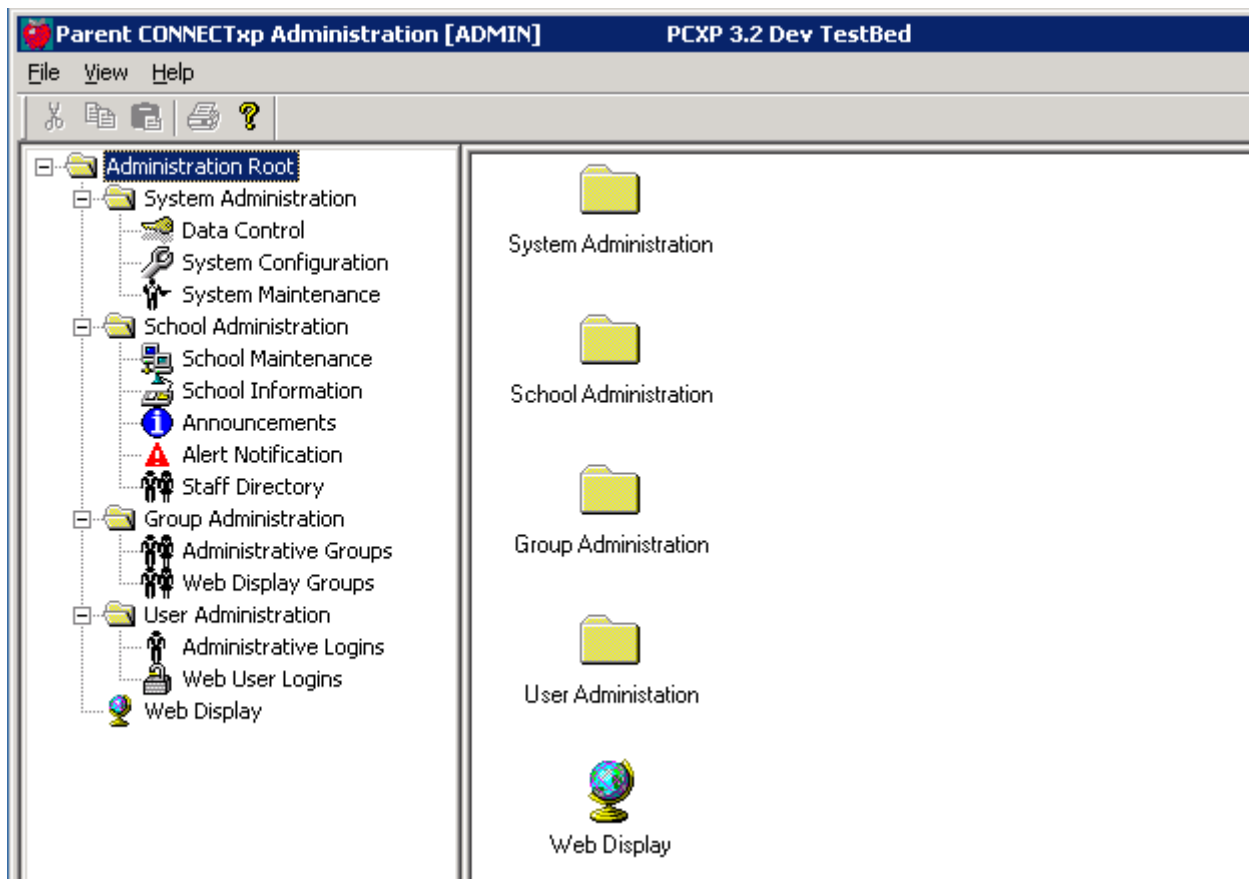 Parent CONNECTxp Administration [ADMIN] PCXP 3.2 Dev TestBed
File View Help
Administration Root
System Administration
Data Control
System Configuration
System Maintenance
School Administration
School Maintenance
School Information
Announcements
Alert Notification
Staff Directory
Group Administration
Administrative Groups
Web Display Groups
User Administration
Administrative Logins
Web User Logins
Web Display
System Administration
School Administration
Group Administration
User Administation
Web Display